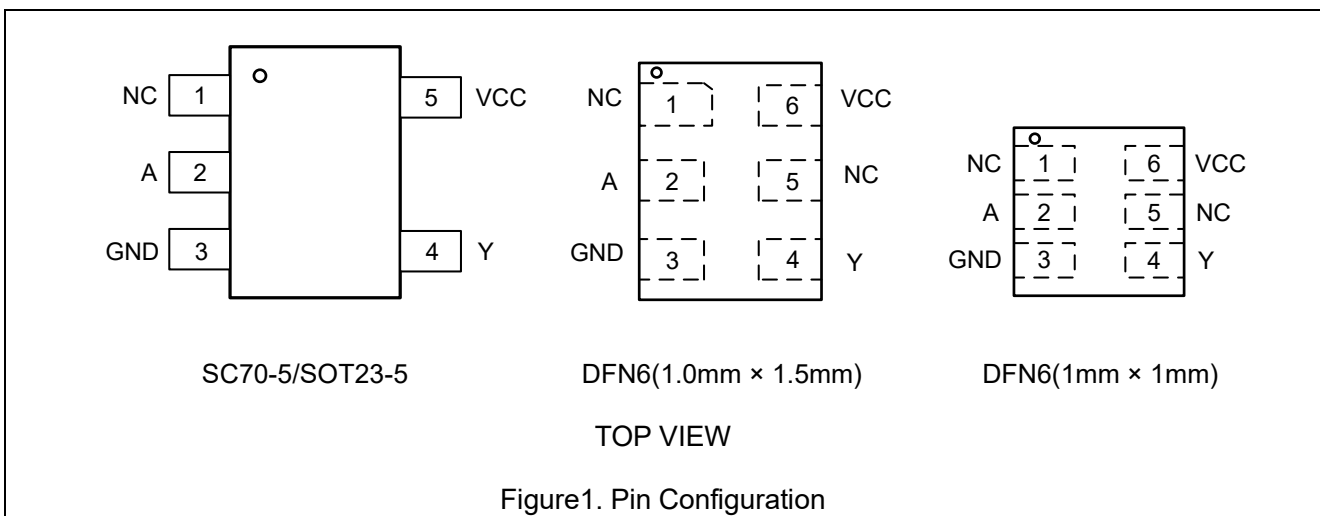 NC 1 5 VCC
A 2
GND 3 4 Y
SC70-5/SOT23-5
NC 1 6 VCC
A 2 5 NC
GND 3 4 Y
DFN6(1.0mm × 1.5mm)
NC 1 6 VCC
A 2 5 NC
GND 3 4 Y
DFN6(1mm × 1mm)
TOP VIEW
Figure1. Pin Configuration